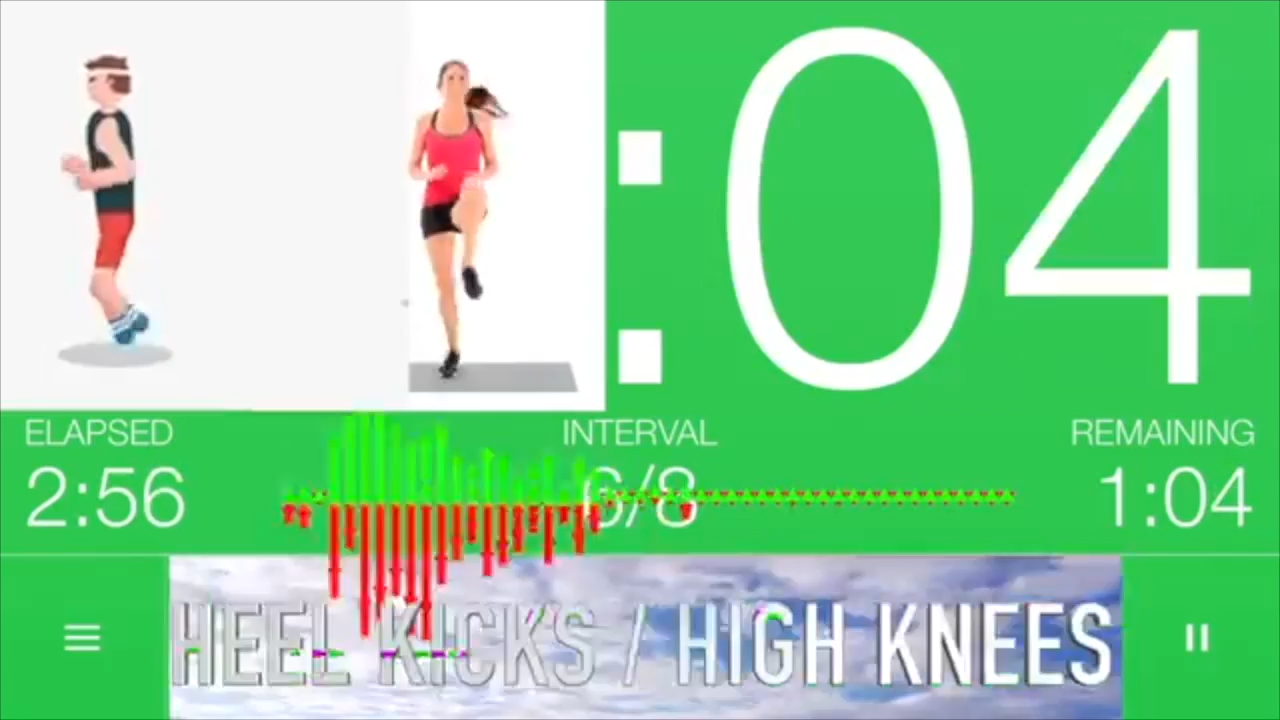 :04
ELAPSED INTERVAL REMAINING
2:56 6/8 1:04
HEEL KICKS / HIGH KNEES